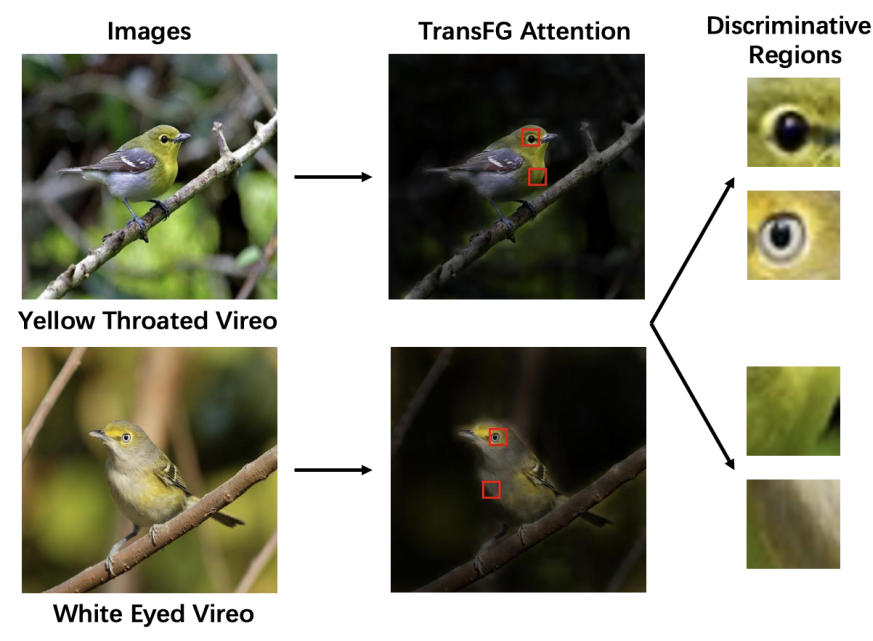 Images
TransFG Attention
Discriminative
Regions
Yellow Throated Vireo
White Eyed Vireo